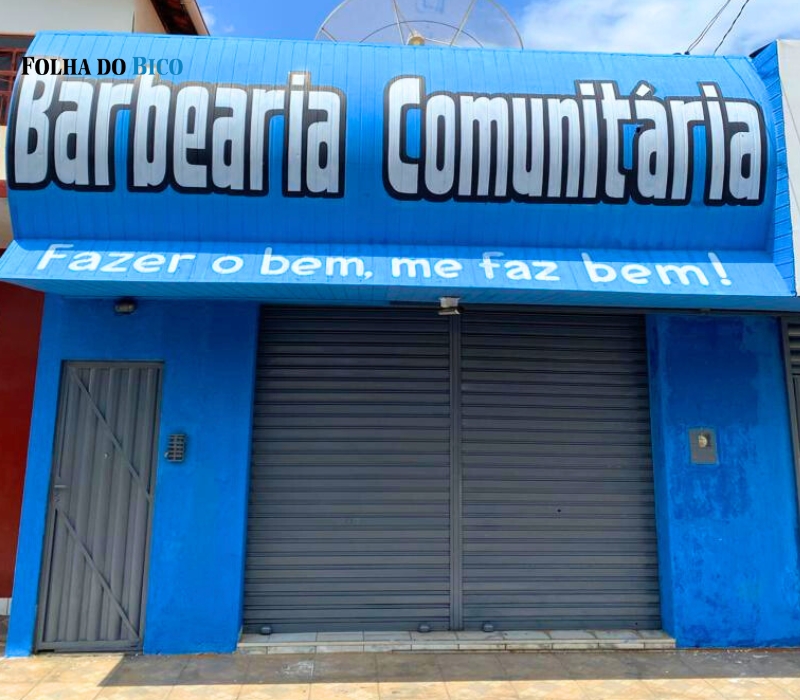 FOLHA DO BICO
Barbearia Comunitária
Fazer o bem, me faz bem!